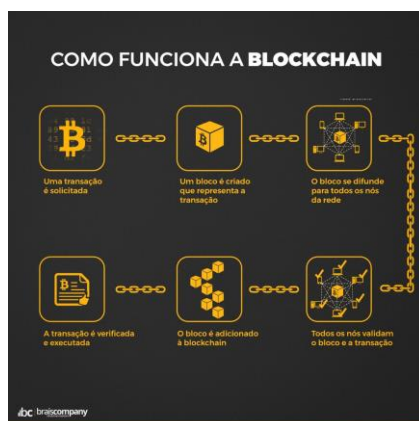 COMO FUNCIONA A BLOCKCHAIN
Uma transação
é solicitada
Um bloco é criado
que representa a
transação
O bloco se difunde
para todos os nós
da rede
A transação é verificada
e executada
O bloco é adicionado
à blockchain
Todos os nós validam
o bloco e a transação
braiscompany